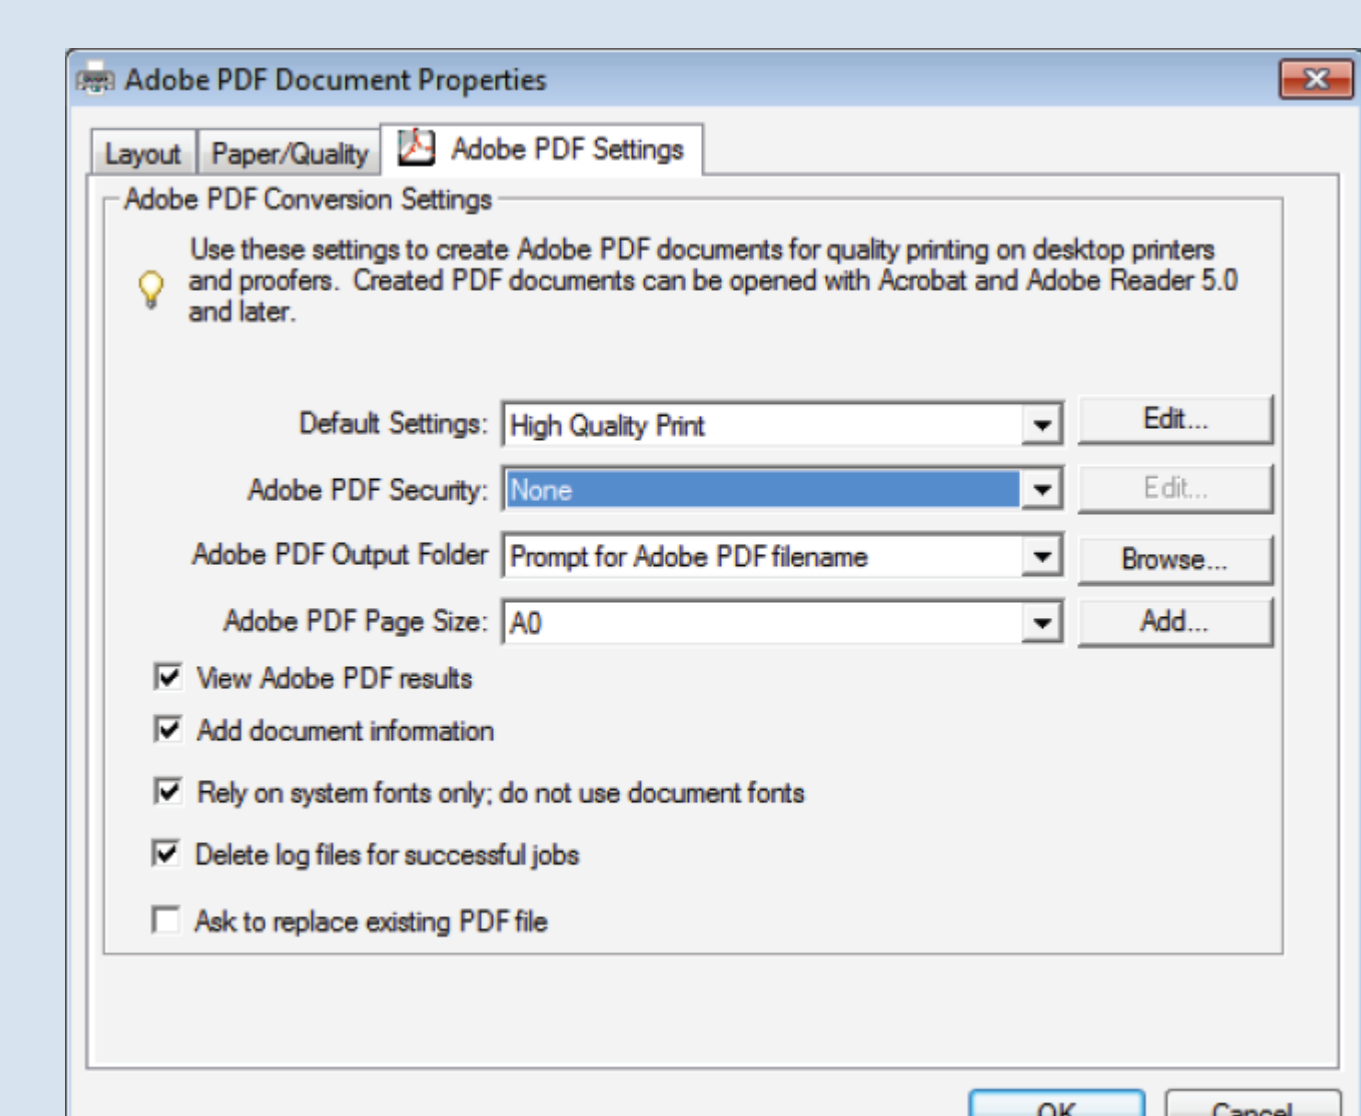 Adobe PDF Document Properties
Layout
Paper/Quality
Adobe PDF Settings
Adobe PDF Conversion Settings
Use these settings to create Adobe PDF documents for quality printing on desktop printers
and proofers. Created PDF documents can be opened with Acrobat and Adobe Reader 5.0
and later.
Default Settings: High Quality Print Edit...
Adobe PDF Security: None Edit...
Adobe PDF Output Folder Prompt for Adobe PDF filename Browse...
Adobe PDF Page Size: A0 Add...
View Adobe PDF results
Add document information
Rely on system fonts only; do not use document fonts
Delete log files for successful jobs
Ask to replace existing PDF file
OK Cancel